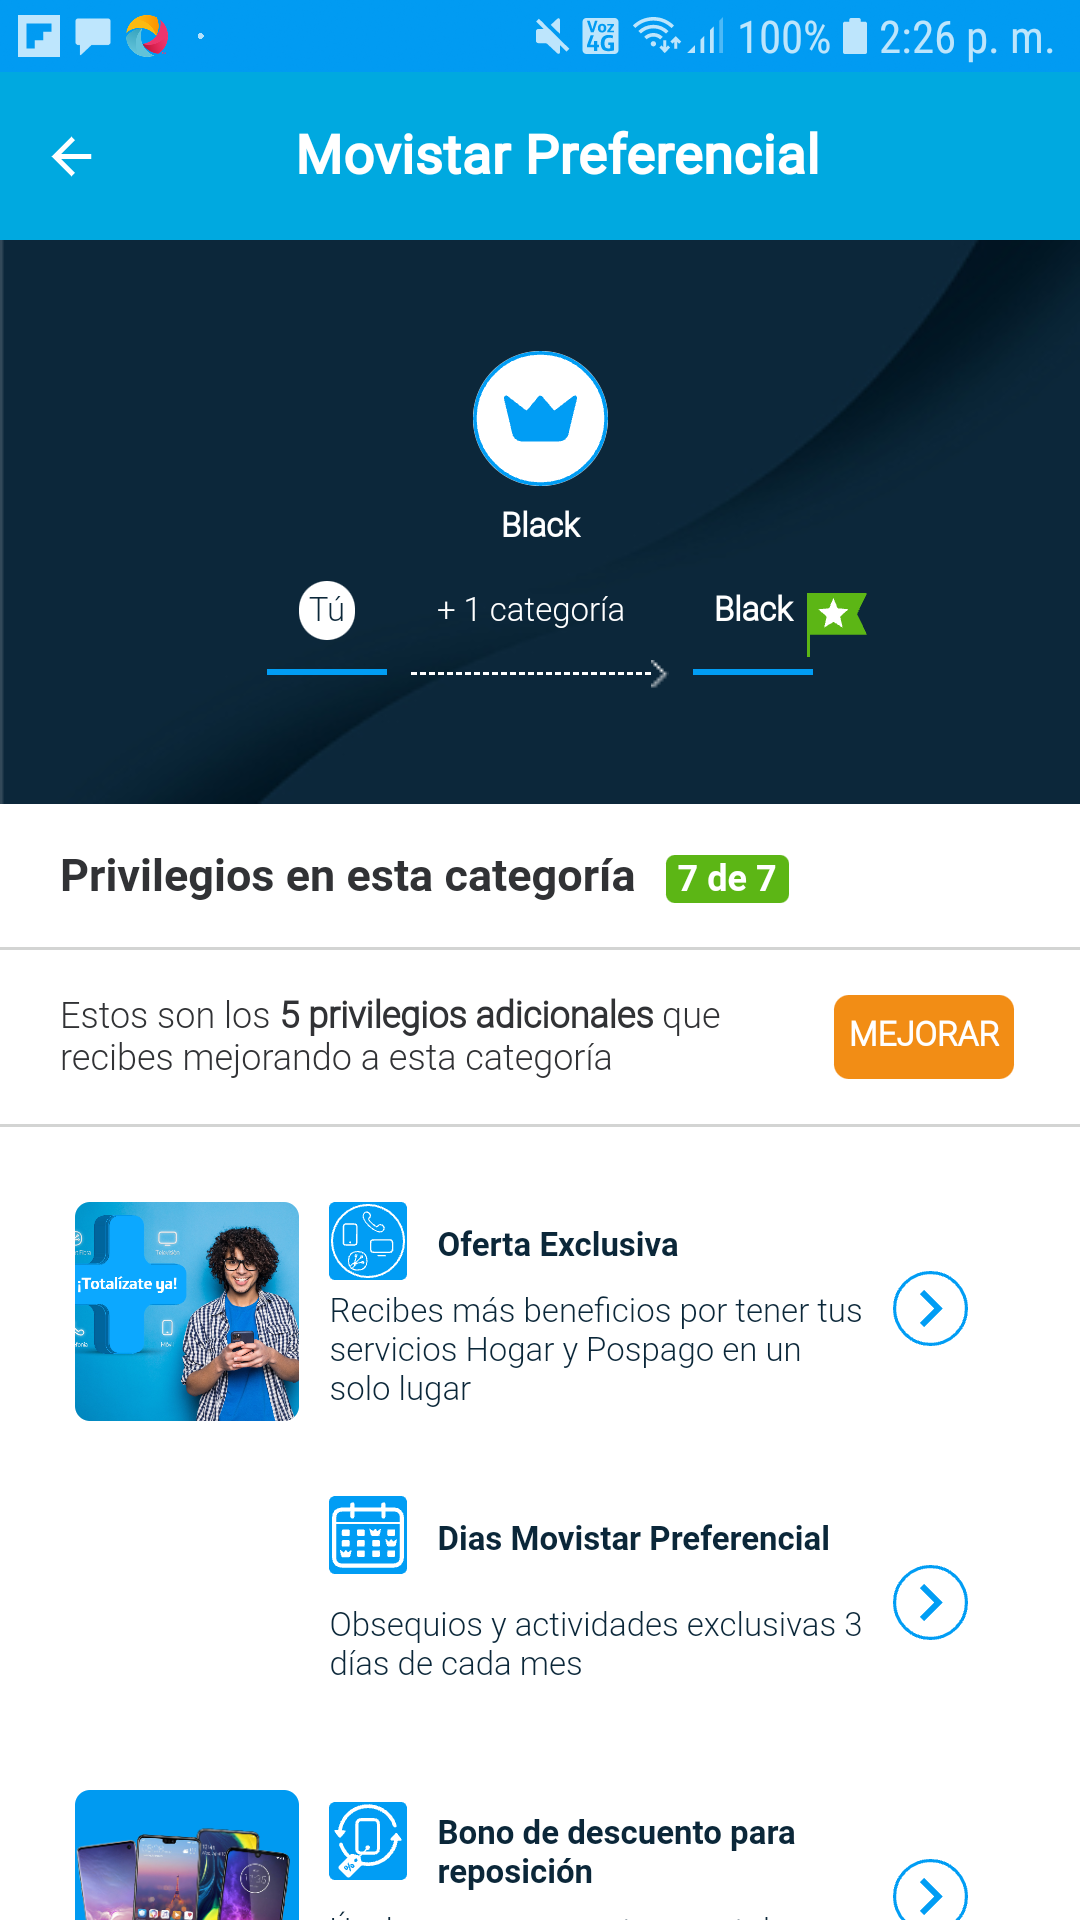 Voz 4G 100% 2:26 p. m.
Movistar Preferencial
Black
Tú + 1 categoría Black
Privilegios en esta categoría 7 de 7
Estos son los 5 privilegios adicionales que
recibes mejorando a esta categoría
MEJORAR
¡Totalízate ya!
Oferta Exclusiva
Recibes más beneficios por tener tus
servicios Hogar y Pospago en un
solo lugar
Dias Movistar Preferencial
Obsequios y actividades exclusivas 3
días de cada mes
Bono de descuento para
reposición